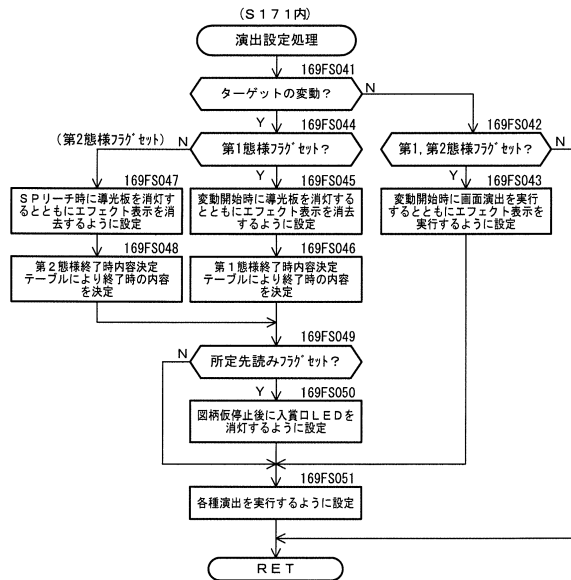 (S171内)
演出設定処理
169FS041
ターゲットの変動?
N
Y
169FS044
169FS042
(第2態様フラグセット)
N
第1態様フラグセット?
第1,第2態様フラグセット?
N
169FS047
Y
169FS045
Y
169FS043
SPリーチ時に導光板を消灯す
るとともにエフェクト表示を消
去するように設定
変動開始時に導光板を消灯する
とともにエフェクト表示を消去
するように設定
変動開始時に画面演出を実行
するとともにエフェクト表示を
実行するように設定
169FS048
169FS046
第2態様終了時内容決定
テーブルにより終了時の内容
を決定
第1態様終了時内容決定
テーブルにより終了時の内容
を決定
169FS049
N
所定先読みフラグセット?
Y
169FS050
図柄仮停止後に入賞口LEDを
消灯するように設定
169FS051
各種演出を実行するように設定
RET